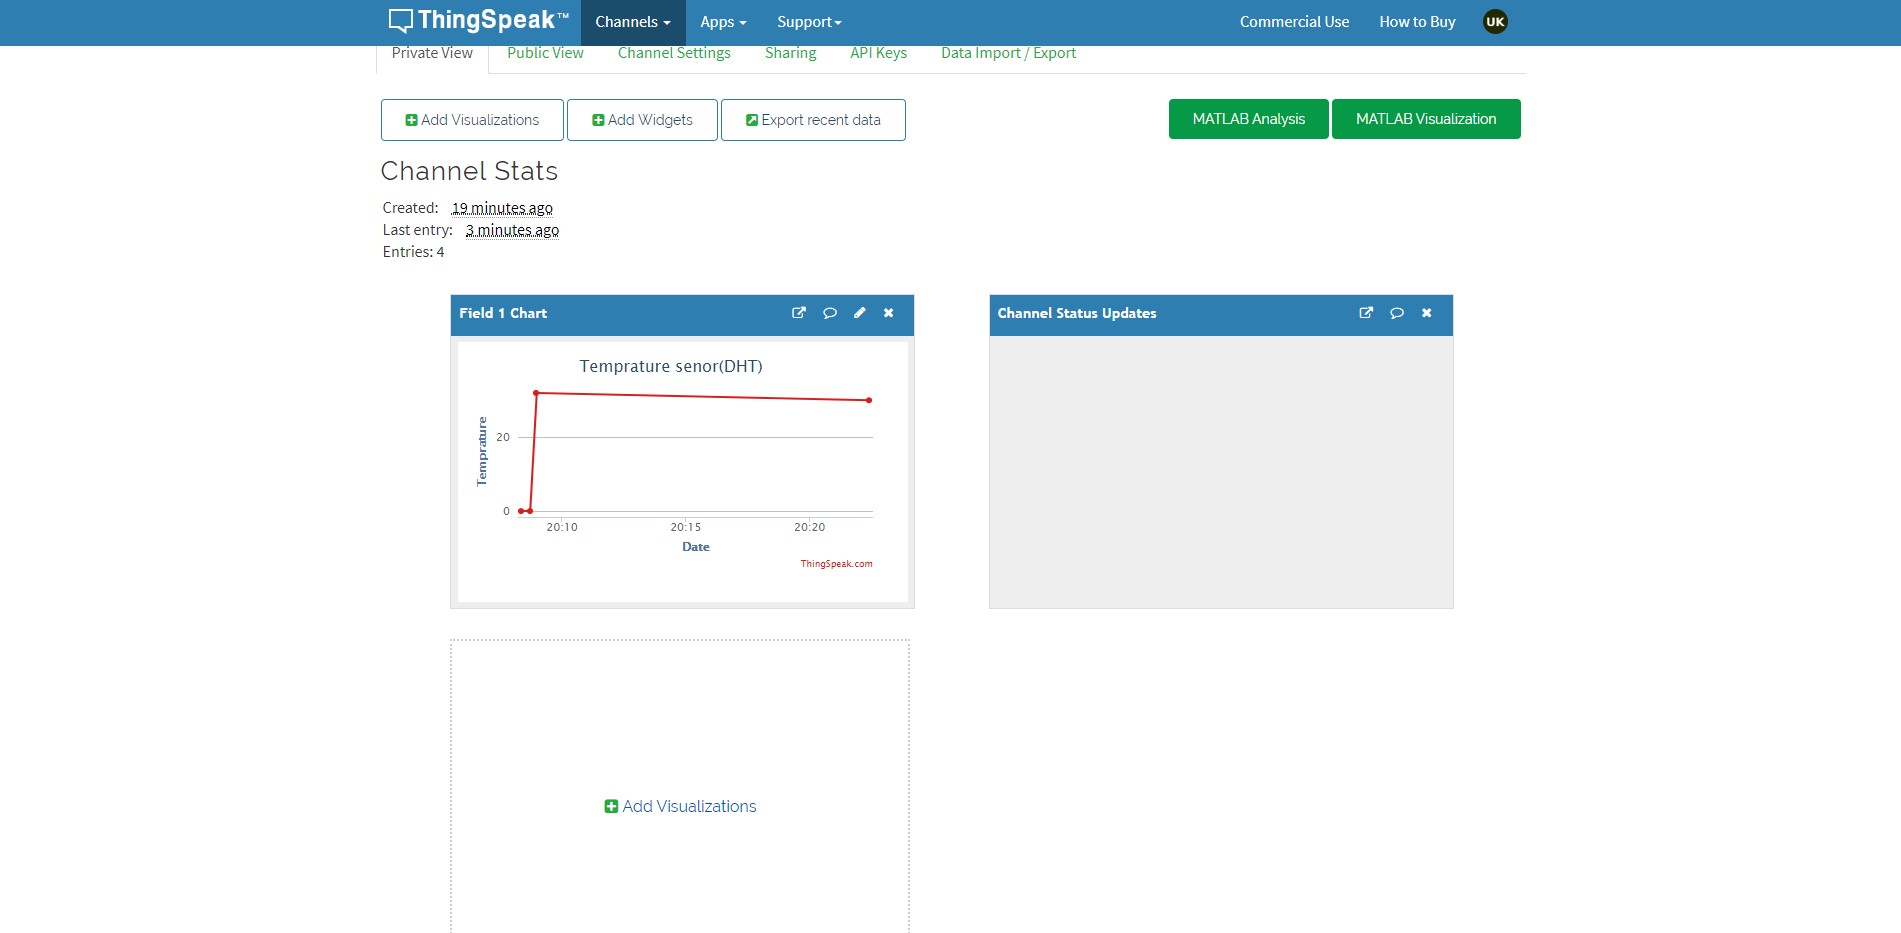 ThingSpeak™ Channels Apps Support Commercial Use How to Buy UK
Private View Public View Channel Settings Sharing API Keys Data Import / Export
Add Visualizations Add Widgets Export recent data MATLAB Analysis MATLAB Visualization
Channel Stats
Created: 19 minutes ago
Last entry: 3 minutes ago
Entries: 4
Field 1 Chart
Temprature senor(DHT)
Temprature
20
0
20:10 20:15 20:20
Date
ThingSpeak.com
Channel Status Updates
Add Visualizations